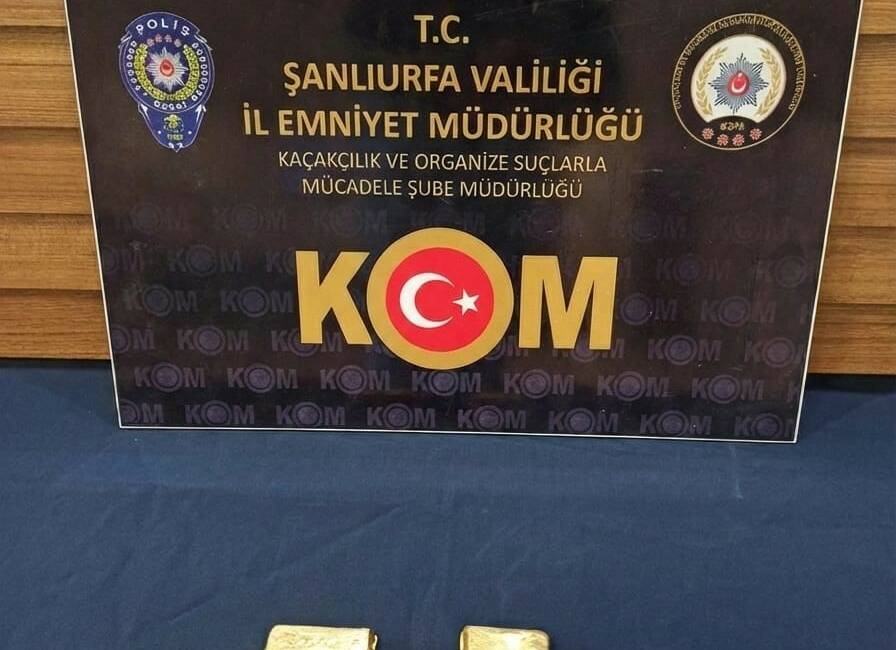 POLİS
T.C.
ŞANLIURFA VALİLİĞİ
İL EMNİYET MÜDÜRLÜĞÜ
KAÇAKÇILIK VE ORGANİZE SUÇLARLA
MÜCADELE ŞUBE MÜDÜRLÜĞÜ
KOM